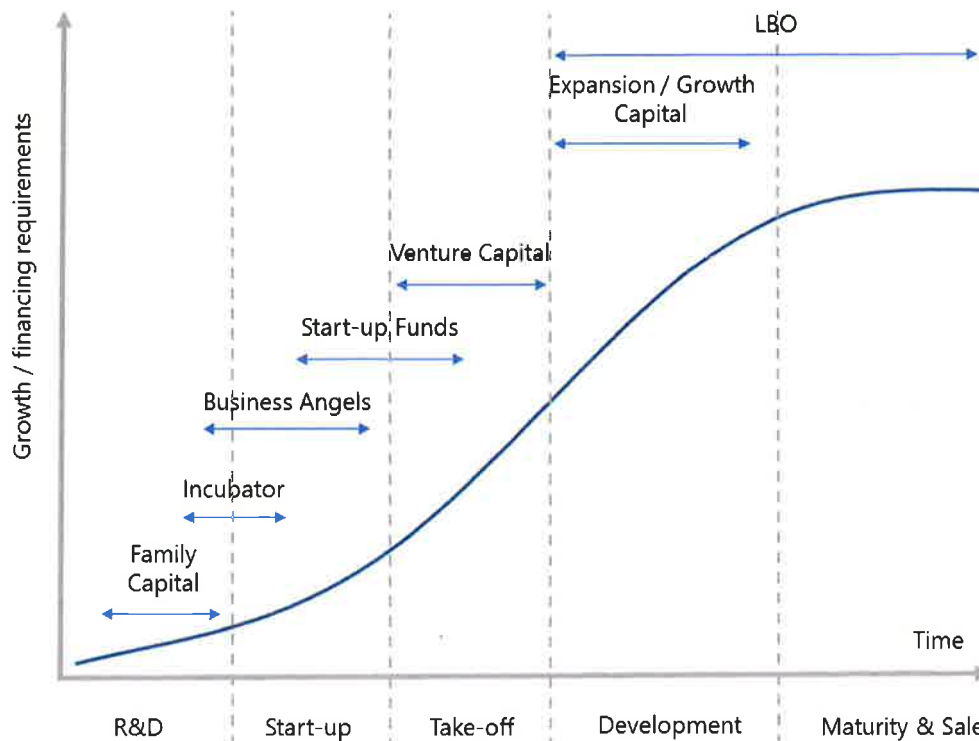 LBO
Expansion / Growth
Capital
Venture Capital
Start-up Funds
Business Angels
Incubator
Family
Capital
Growth / financing requirements
Time
R&D
Start-up
Take-off
Development
Maturity & Sale